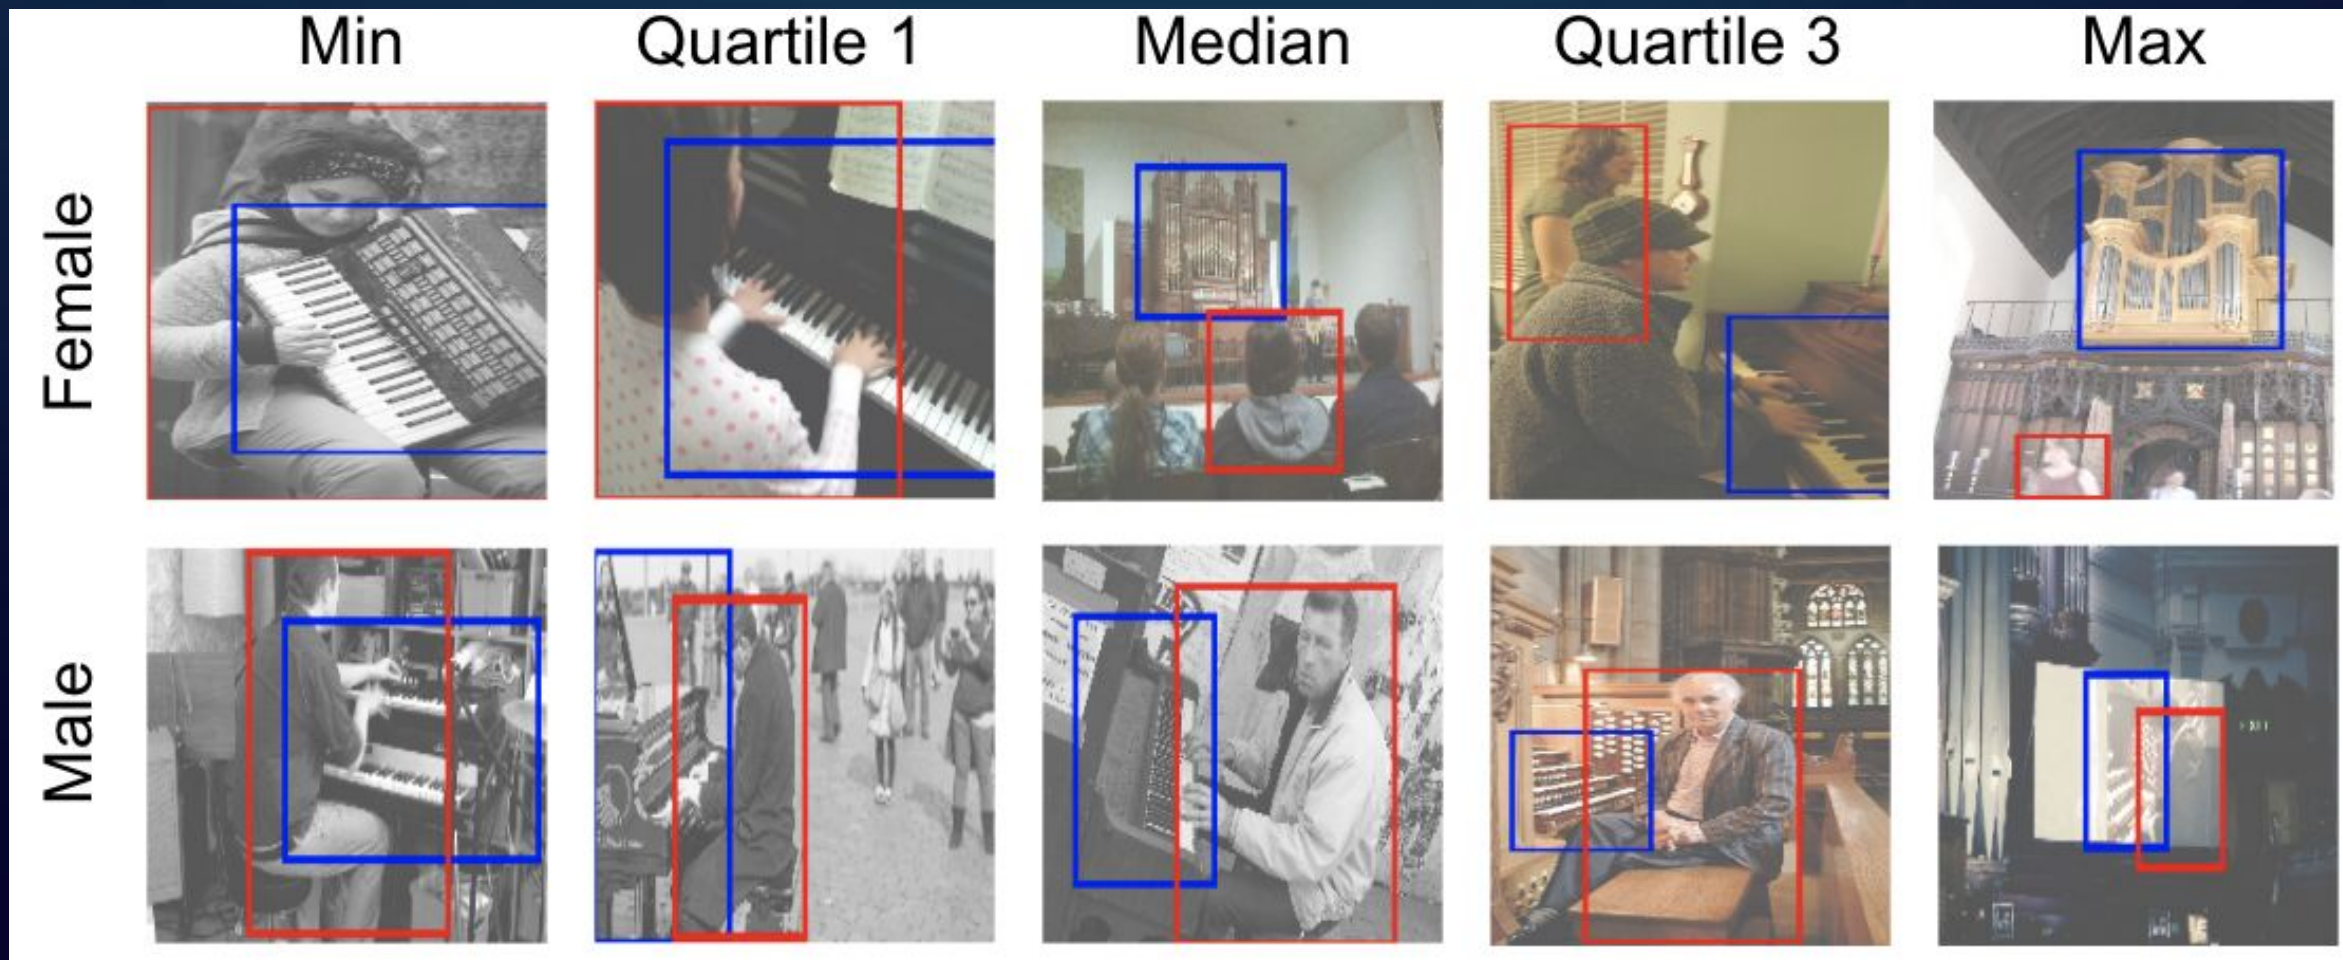 Min Quartile 1 Median Quartile 3 Max
Female
Male